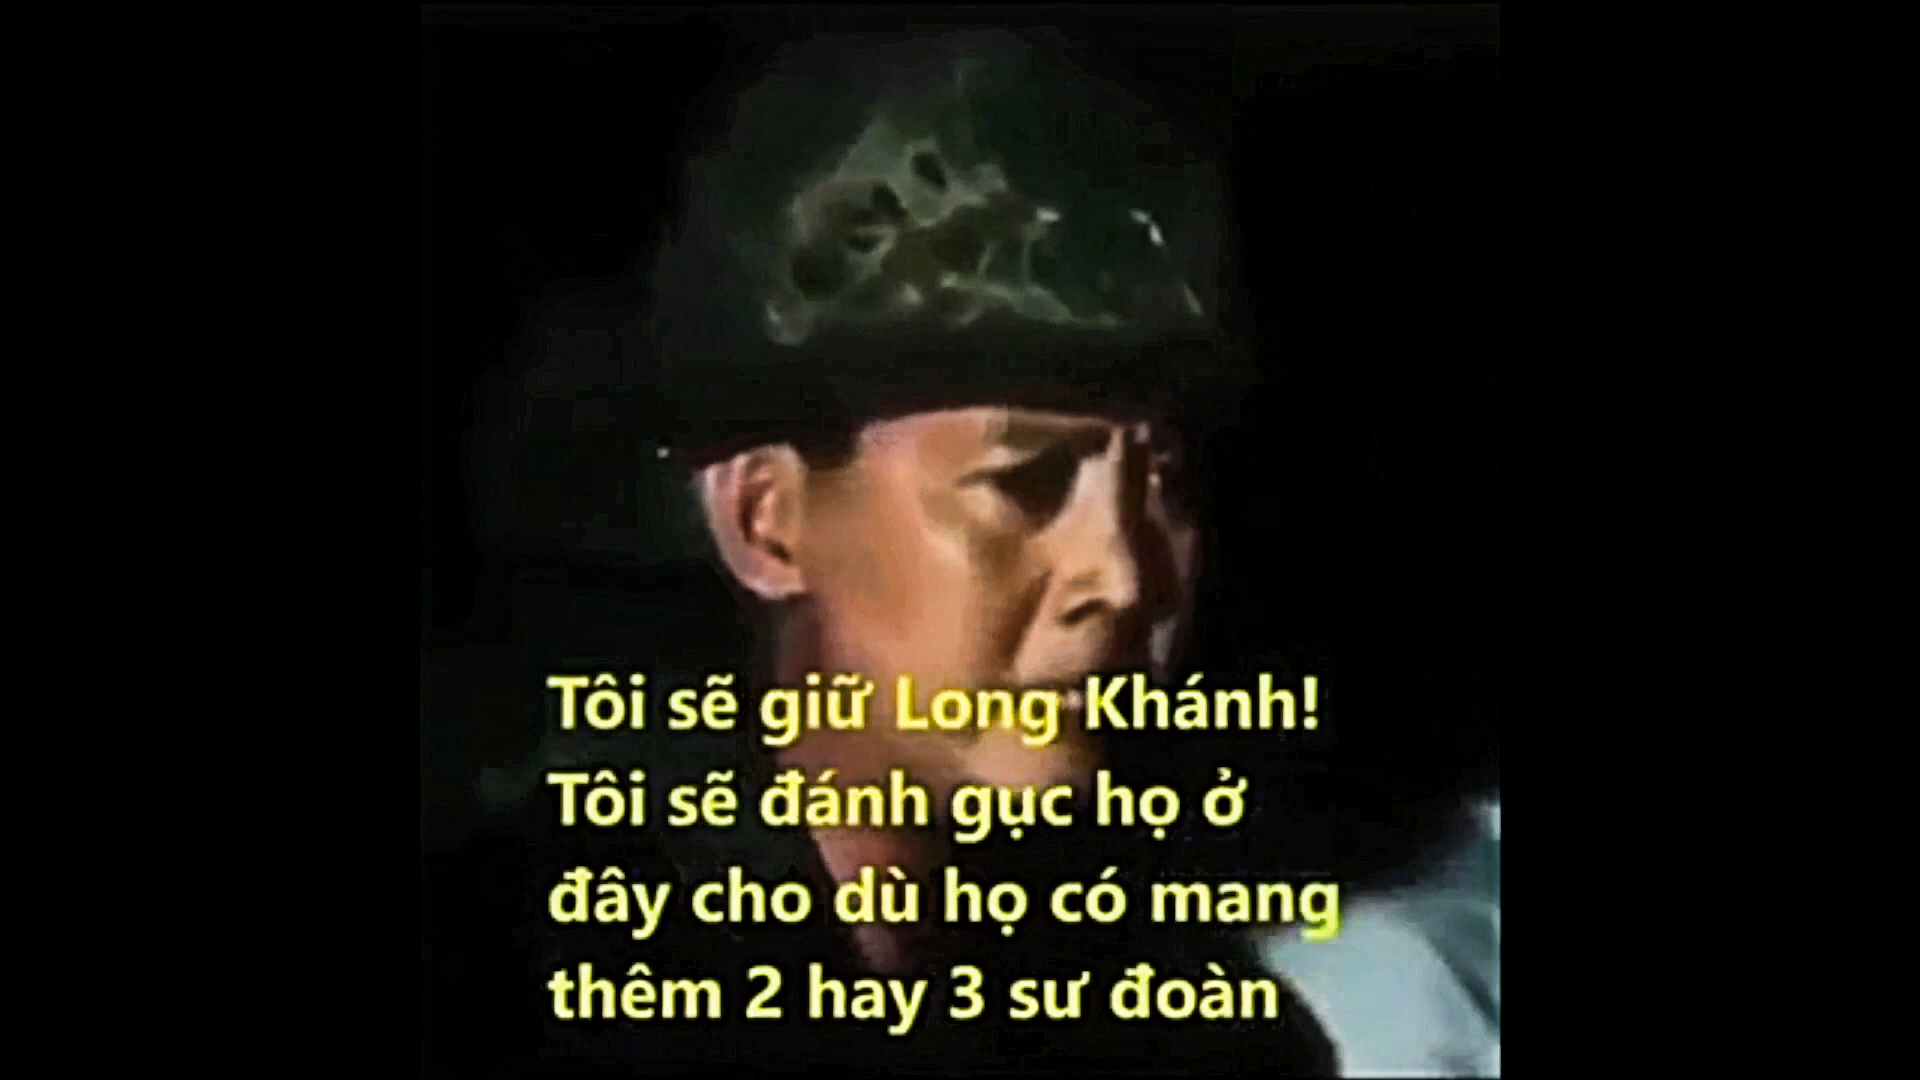 Tôi sẽ giữ Long Khánh!
Tôi sẽ đánh gục họ ở
đây cho dù họ có mang
thêm 2 hay 3 sư đoàn